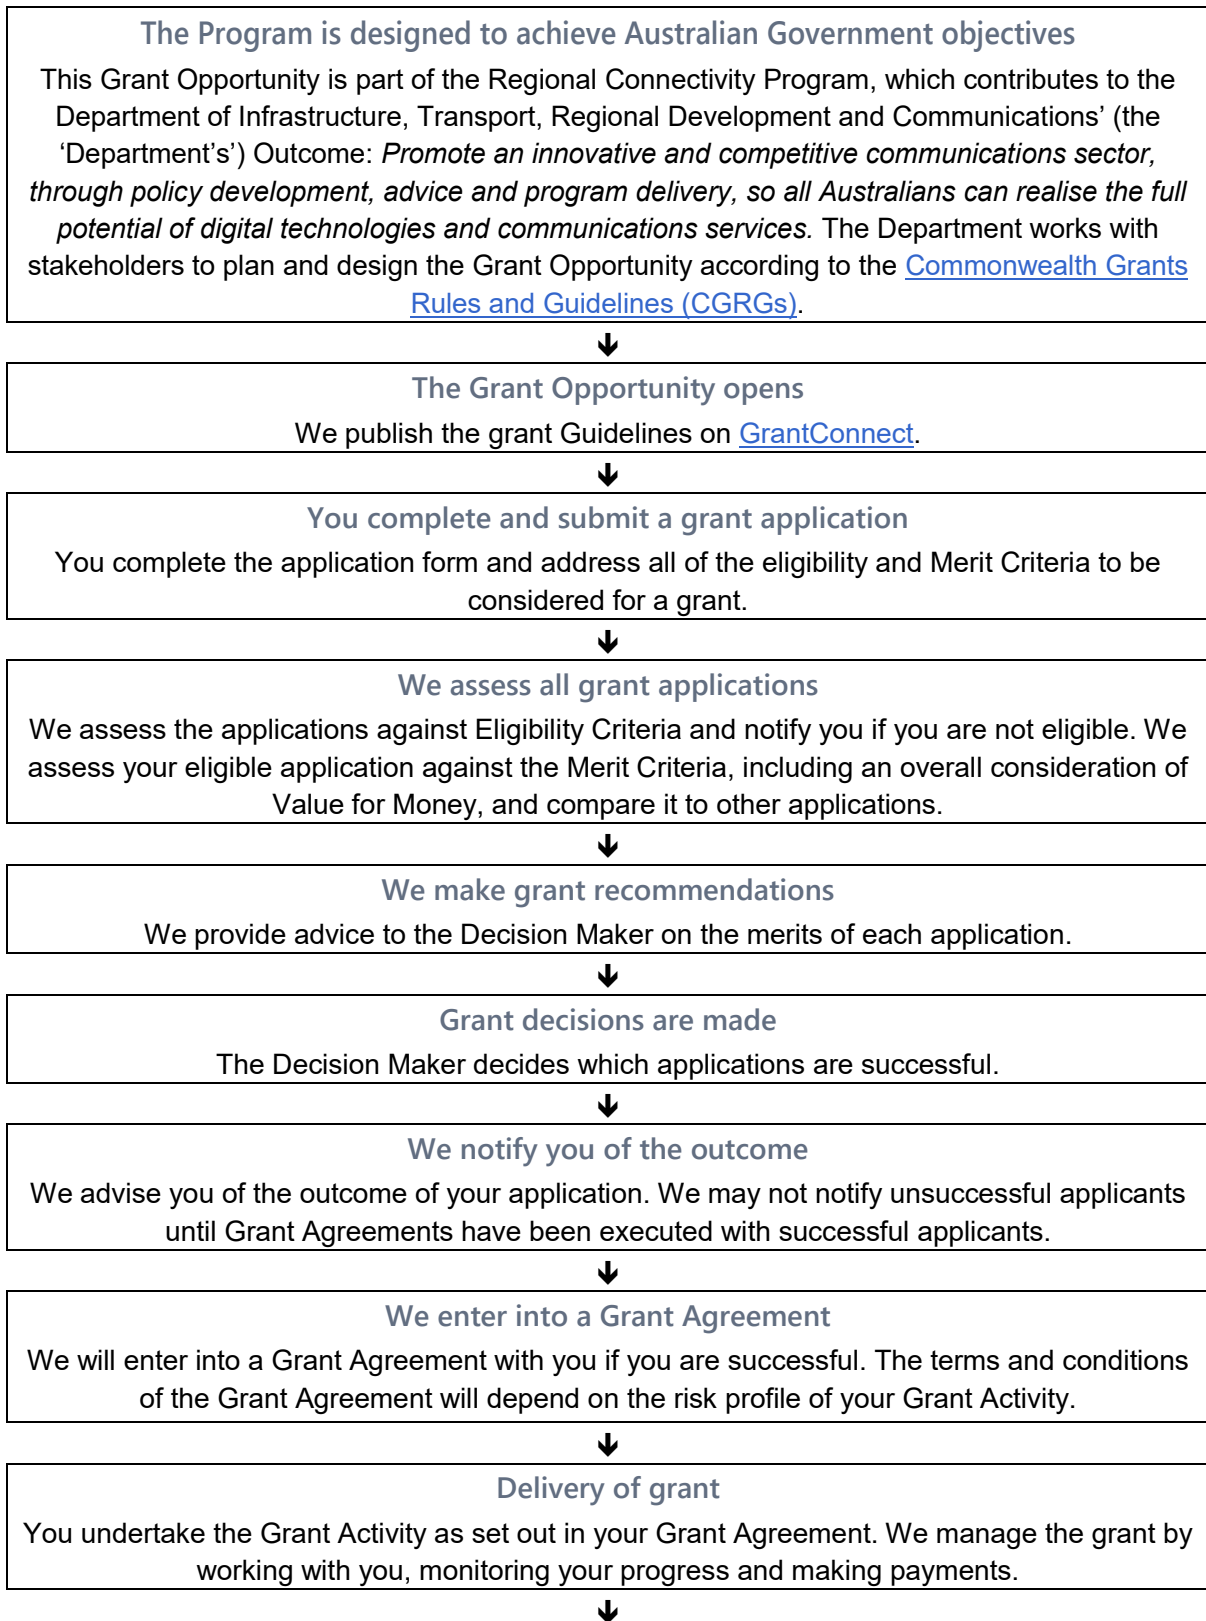 The Program is designed to achieve Australian Government objectives
This Grant Opportunity is part of the Regional Connectivity Program, which contributes to the
Department of Infrastructure, Transport, Regional Development and Communications’ (the
‘Department’s’) Outcome: Promote an innovative and competitive communications sector,
through policy development, advice and program delivery, so all Australians can realise the full
potential of digital technologies and communications services. The Department works with
stakeholders to plan and design the Grant Opportunity according to the Commonwealth Grants
Rules and Guidelines (CGRGs).
The Grant Opportunity opens
We publish the grant Guidelines on GrantConnect.
You complete and submit a grant application
You complete the application form and address all of the eligibility and Merit Criteria to be
considered for a grant.
We assess all grant applications
We assess the applications against Eligibility Criteria and notify you if you are not eligible. We
assess your eligible application against the Merit Criteria, including an overall consideration of
Value for Money, and compare it to other applications.
We make grant recommendations
We provide advice to the Decision Maker on the merits of each application.
Grant decisions are made
The Decision Maker decides which applications are successful.
We notify you of the outcome
We advise you of the outcome of your application. We may not notify unsuccessful applicants
until Grant Agreements have been executed with successful applicants.
We enter into a Grant Agreement
We will enter into a Grant Agreement with you if you are successful. The terms and conditions
of the Grant Agreement will depend on the risk profile of your Grant Activity.
Delivery of grant
You undertake the Grant Activity as set out in your Grant Agreement. We manage the grant by
working with you, monitoring your progress and making payments.